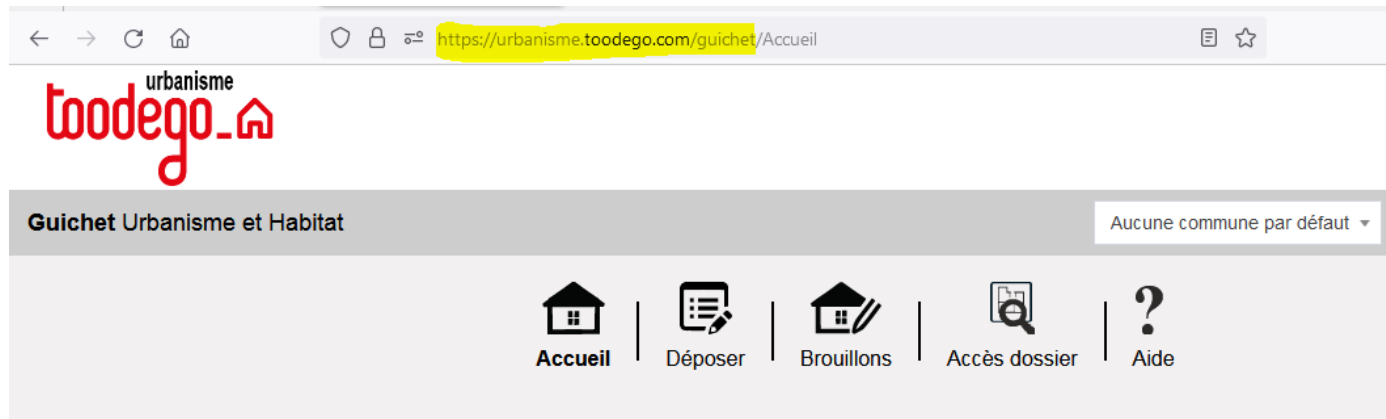 https://urbanisme.toodego.com/guichet/Accueil
urbanisme
toodego
Guichet Urbanisme et Habitat
Aucune commune par défaut
Accueil
Déposer
Brouillons
Accès dossier
?
Aide